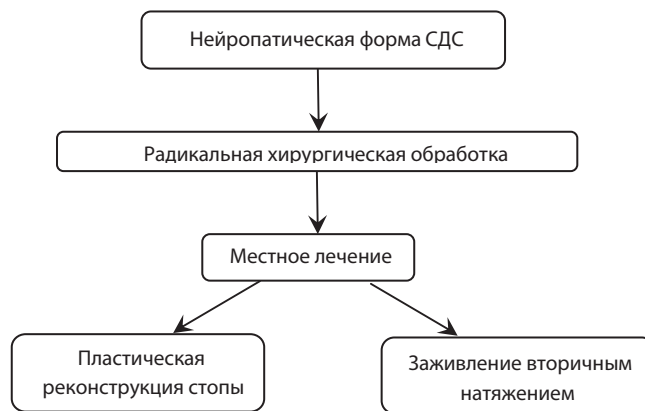 Нейропатическая форма СДС
Радикальная хирургическая обработка
Местное лечение
Пластическая
реконструкция стопы
Заживление вторичным
натяжением